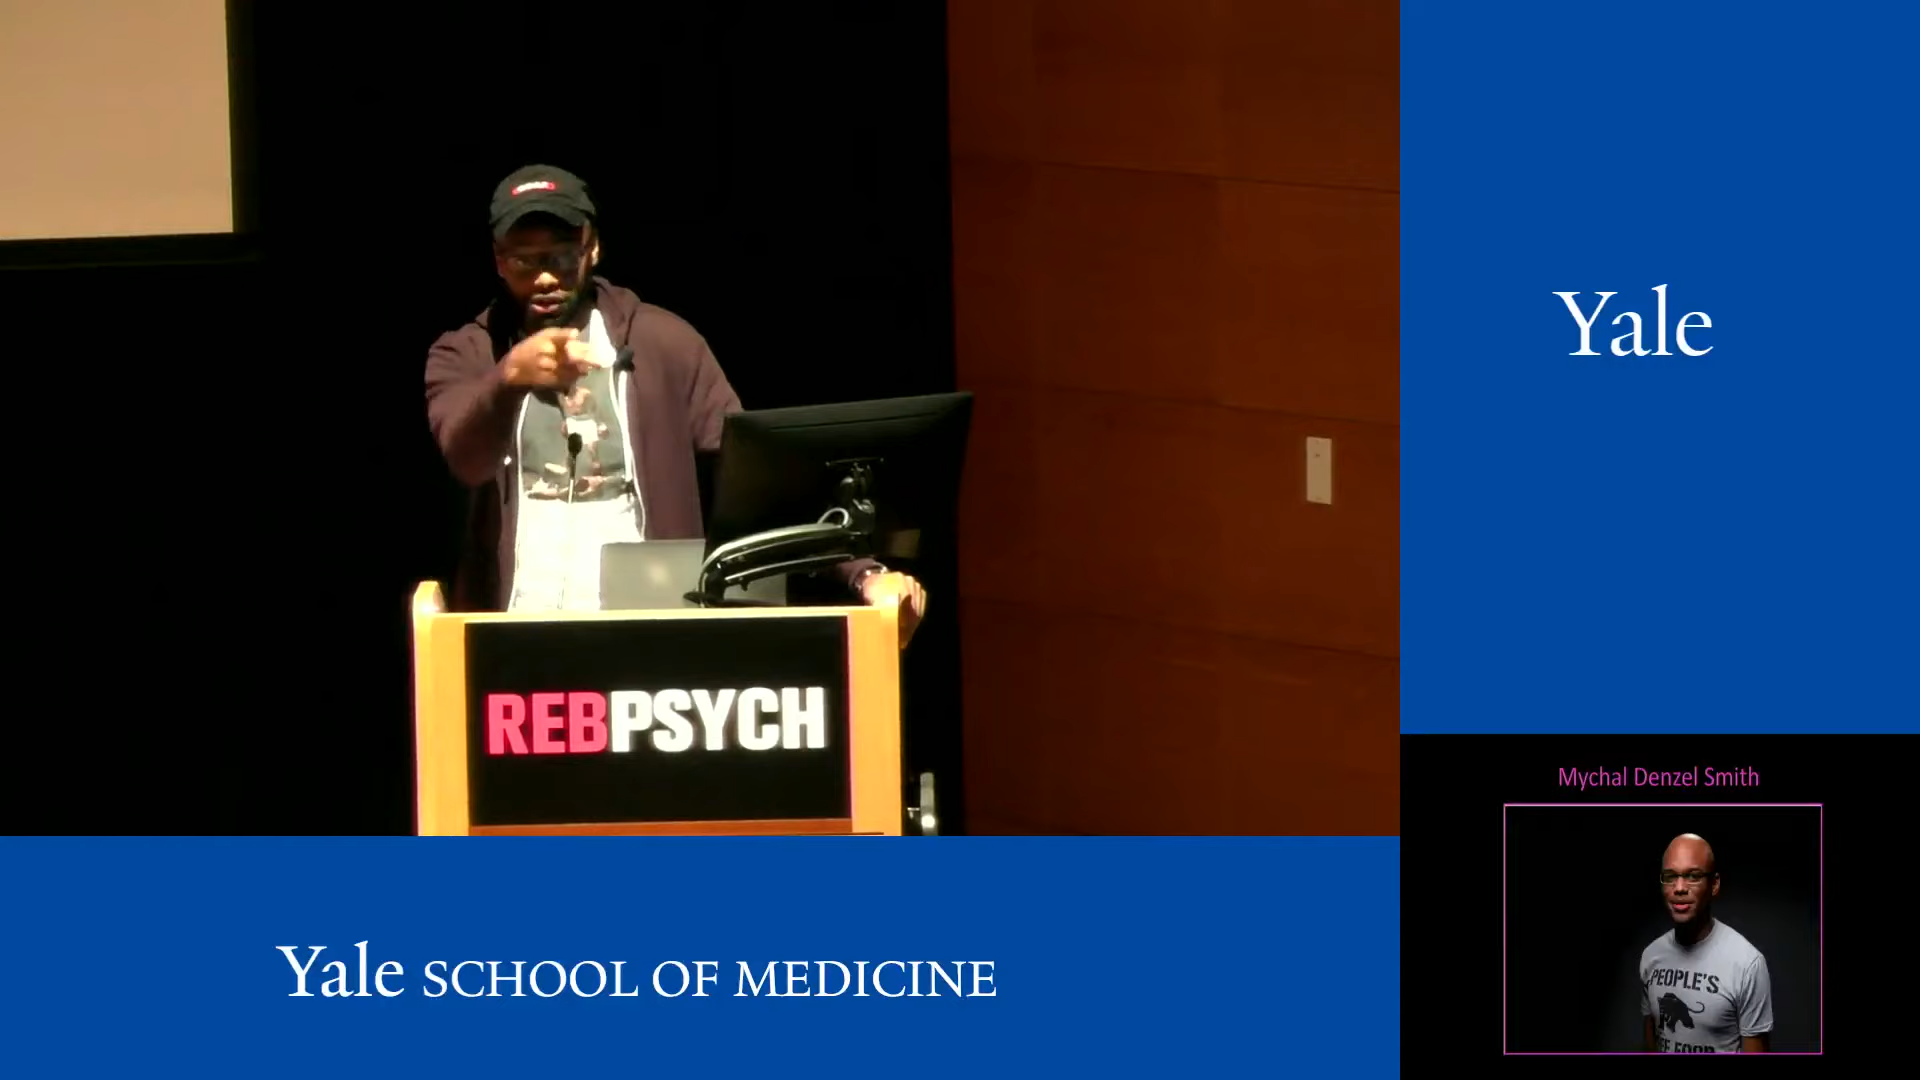 REBPSYCH
Yale
Mychal Denzel Smith
PEOPLE'S
Yale SCHOOL OF MEDICINE